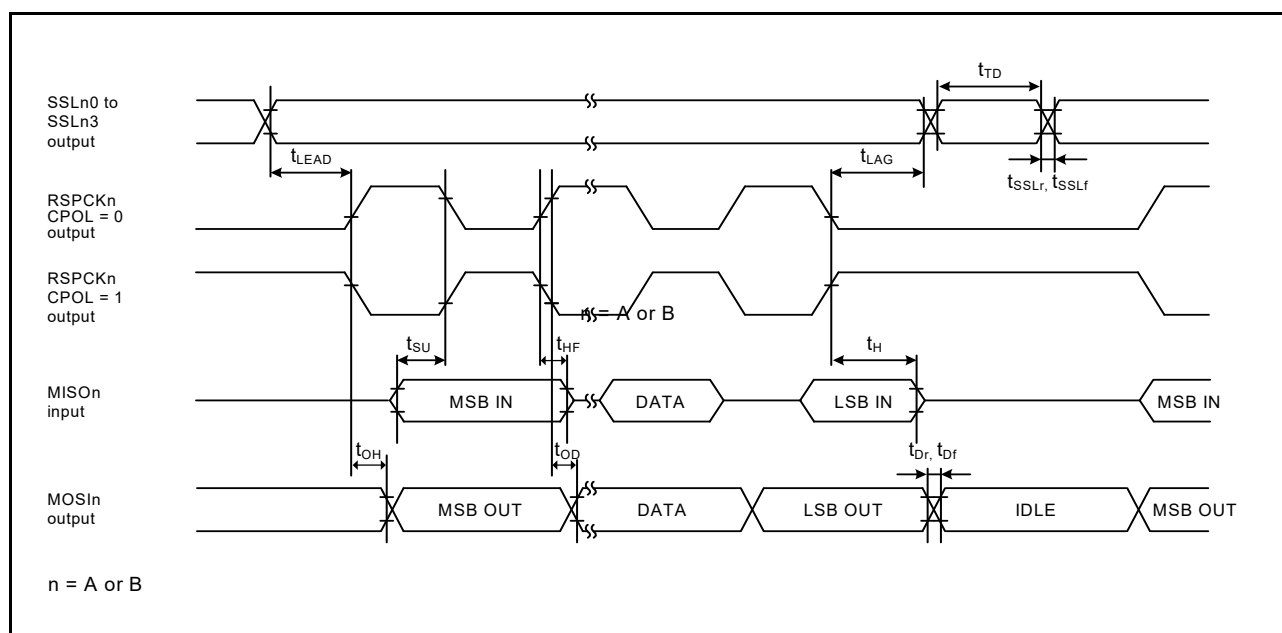 tTD
SSLn0 to
SSLn3
output
tLEAD
tLAG
tSSLr, tSSLf
RSPCKn
CPOL = 0
output
RSPCKn
CPOL = 1
output
n = A or B
tSU
tHF
tH
MISOn
input
MSB IN
DATA
LSB IN
MSB IN
tOH
tOD
tDr, tDf
MOSIn
output
MSB OUT
DATA
LSB OUT
IDLE
MSB OUT
n = A or B